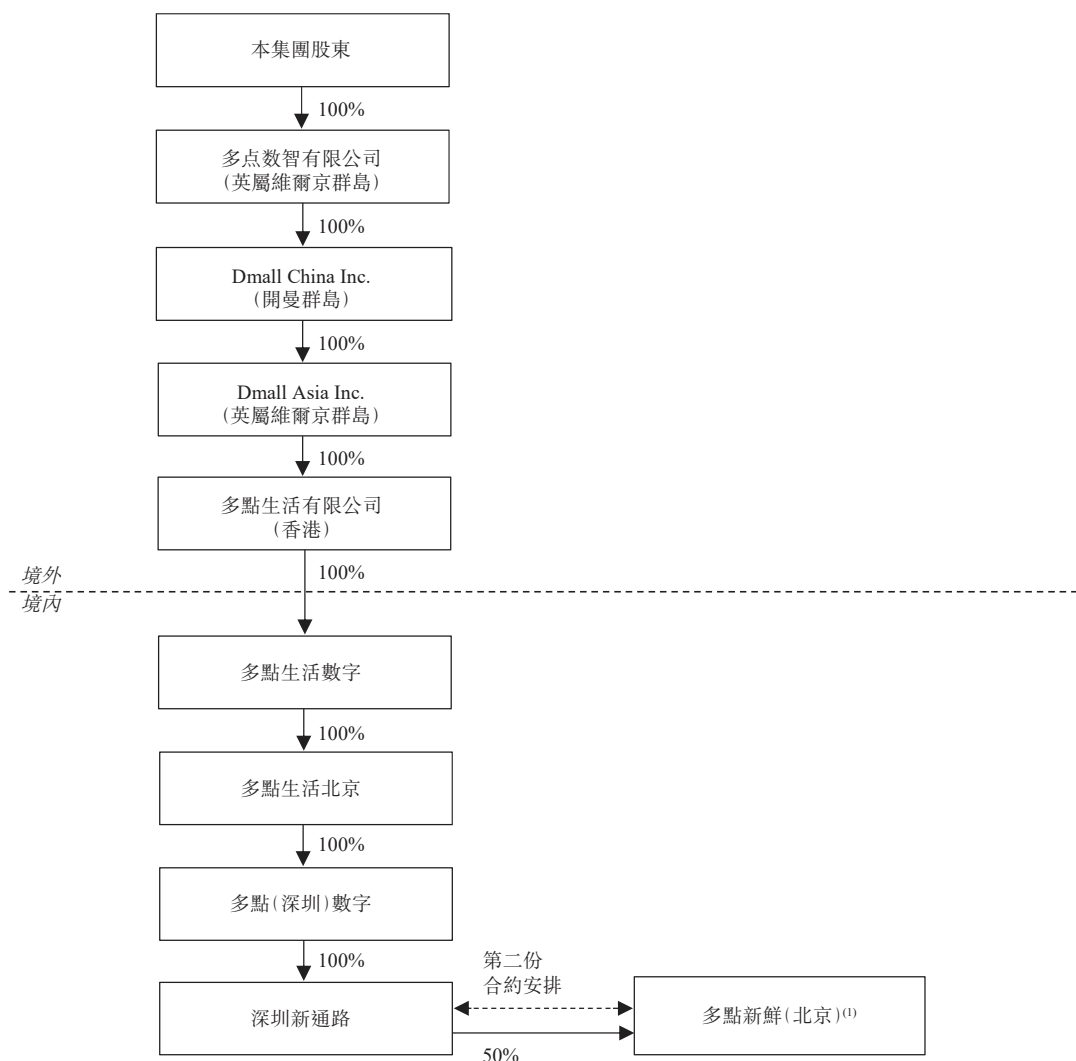 本集團股東
100%
多点数智有限公司
(英屬維爾京群島)
100%
Dmall China Inc.
(開曼群島)
100%
Dmall Asia Inc.
(英屬維爾京群島)
100%
多點生活有限公司
(香港)
100%
境外
境內
多點生活數字
100%
多點生活北京
100%
多點(深圳)數字
100%
第二份
合約安排
深圳新通路
多點新鮮(北京)⁽¹⁾
50%